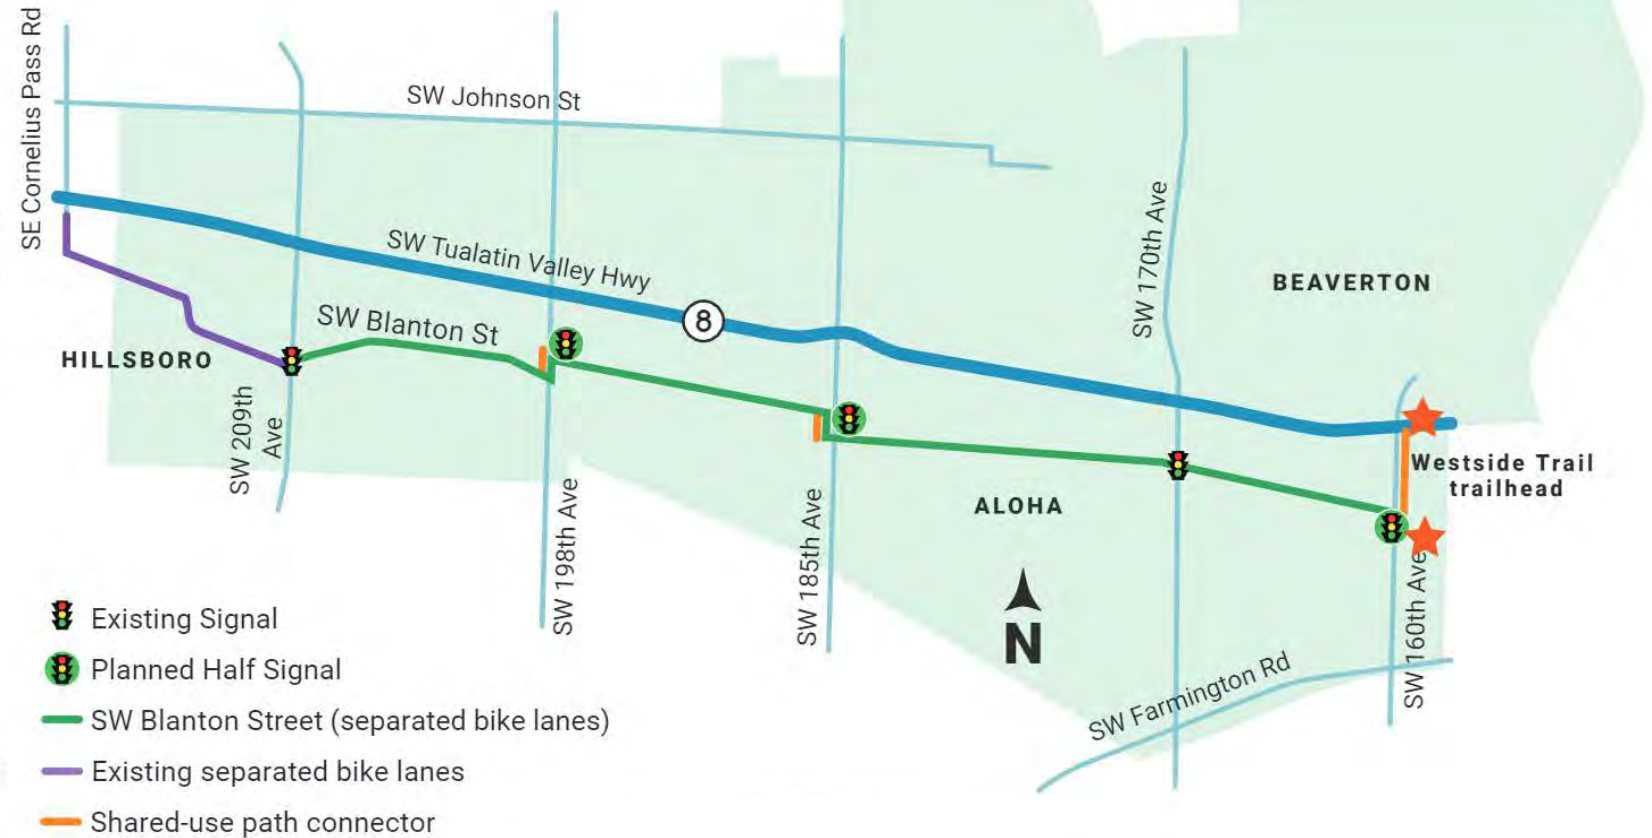 SE Cornelius Pass Rd
SW Johnson St
SW Tualatin Valley Hwy
8
SW 170th Ave
BEAVERTON
SW Blanton St
HILLSBORO
SW 209th
Ave
Westside Trail
trailhead
SW 198th Ave
SW 185th Ave
ALOHA
N
SW 160th Ave
SW Farmington Rd
Existing Signal
Planned Half Signal
SW Blanton Street (separated bike lanes)
Existing separated bike lanes
Shared-use path connector